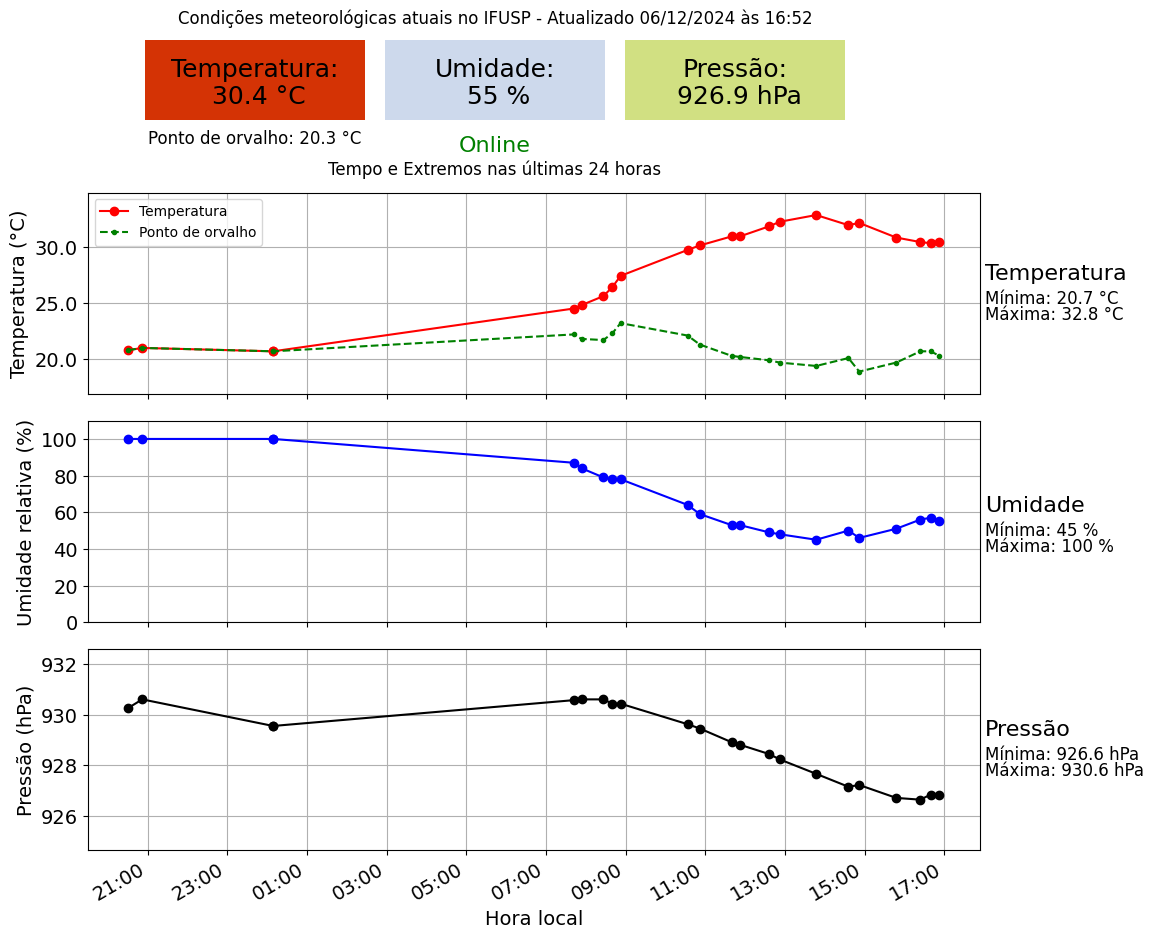 Condições meteorológicas atuais no IFUSP - Atualizado 06/12/2024 às 16:52
Temperatura:
30.4 °C
Umidade:
55 %
Pressão:
926.9 hPa
Ponto de orvalho: 20.3 °C
Online
Tempo e Extremos nas últimas 24 horas
Temperatura (°C)
30.0
25.0
20.0
Temperatura
Ponto de orvalho
Temperatura
Mínima: 20.7 °C
Máxima: 32.8 °C
Umidade relativa (%)
100
80
60
40
20
0
Umidade
Mínima: 45 %
Máxima: 100 %
Pressão (hPa)
932
930
928
926
Pressão
Mínima: 926.6 hPa
Máxima: 930.6 hPa
21:00 23:00 01:00 03:00 05:00 07:00 09:00 11:00 13:00 15:00 17:00
Hora local